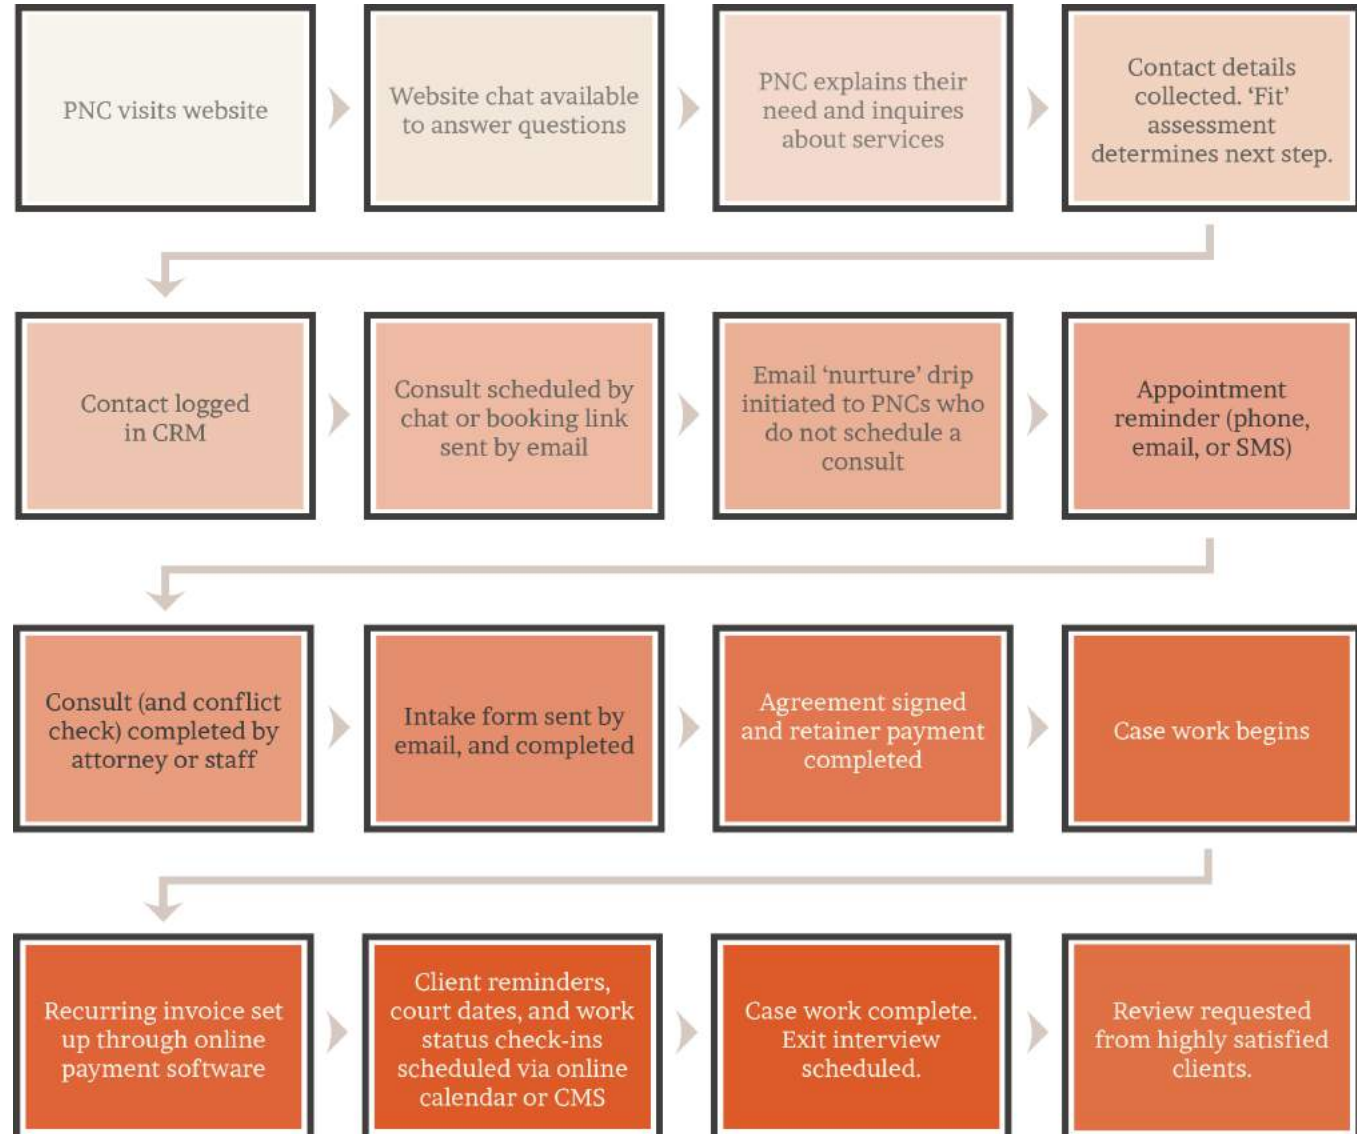 PNC visits website
Website chat available
to answer questions
PNC explains their
need and inquires
about services
Contact details
collected. ‘Fit’
assessment
determines next step.
Contact logged
in CRM
Consult scheduled by
chat or booking link
sent by email
Email ‘nurture’ drip
initiated to PNCs who
do not schedule a
consult
Appointment
reminder (phone,
email, or SMS)
Consult (and conflict
check) completed by
attorney or staff
Intake form sent by
email, and completed
Agreement signed
and retainer payment
completed
Case work begins
Recurring invoice set
up through online
payment software
Client reminders,
court dates, and work
status check-ins
scheduled via online
calendar or CMS
Case work complete.
Exit interview
scheduled.
Review requested
from highly satisfied
clients.